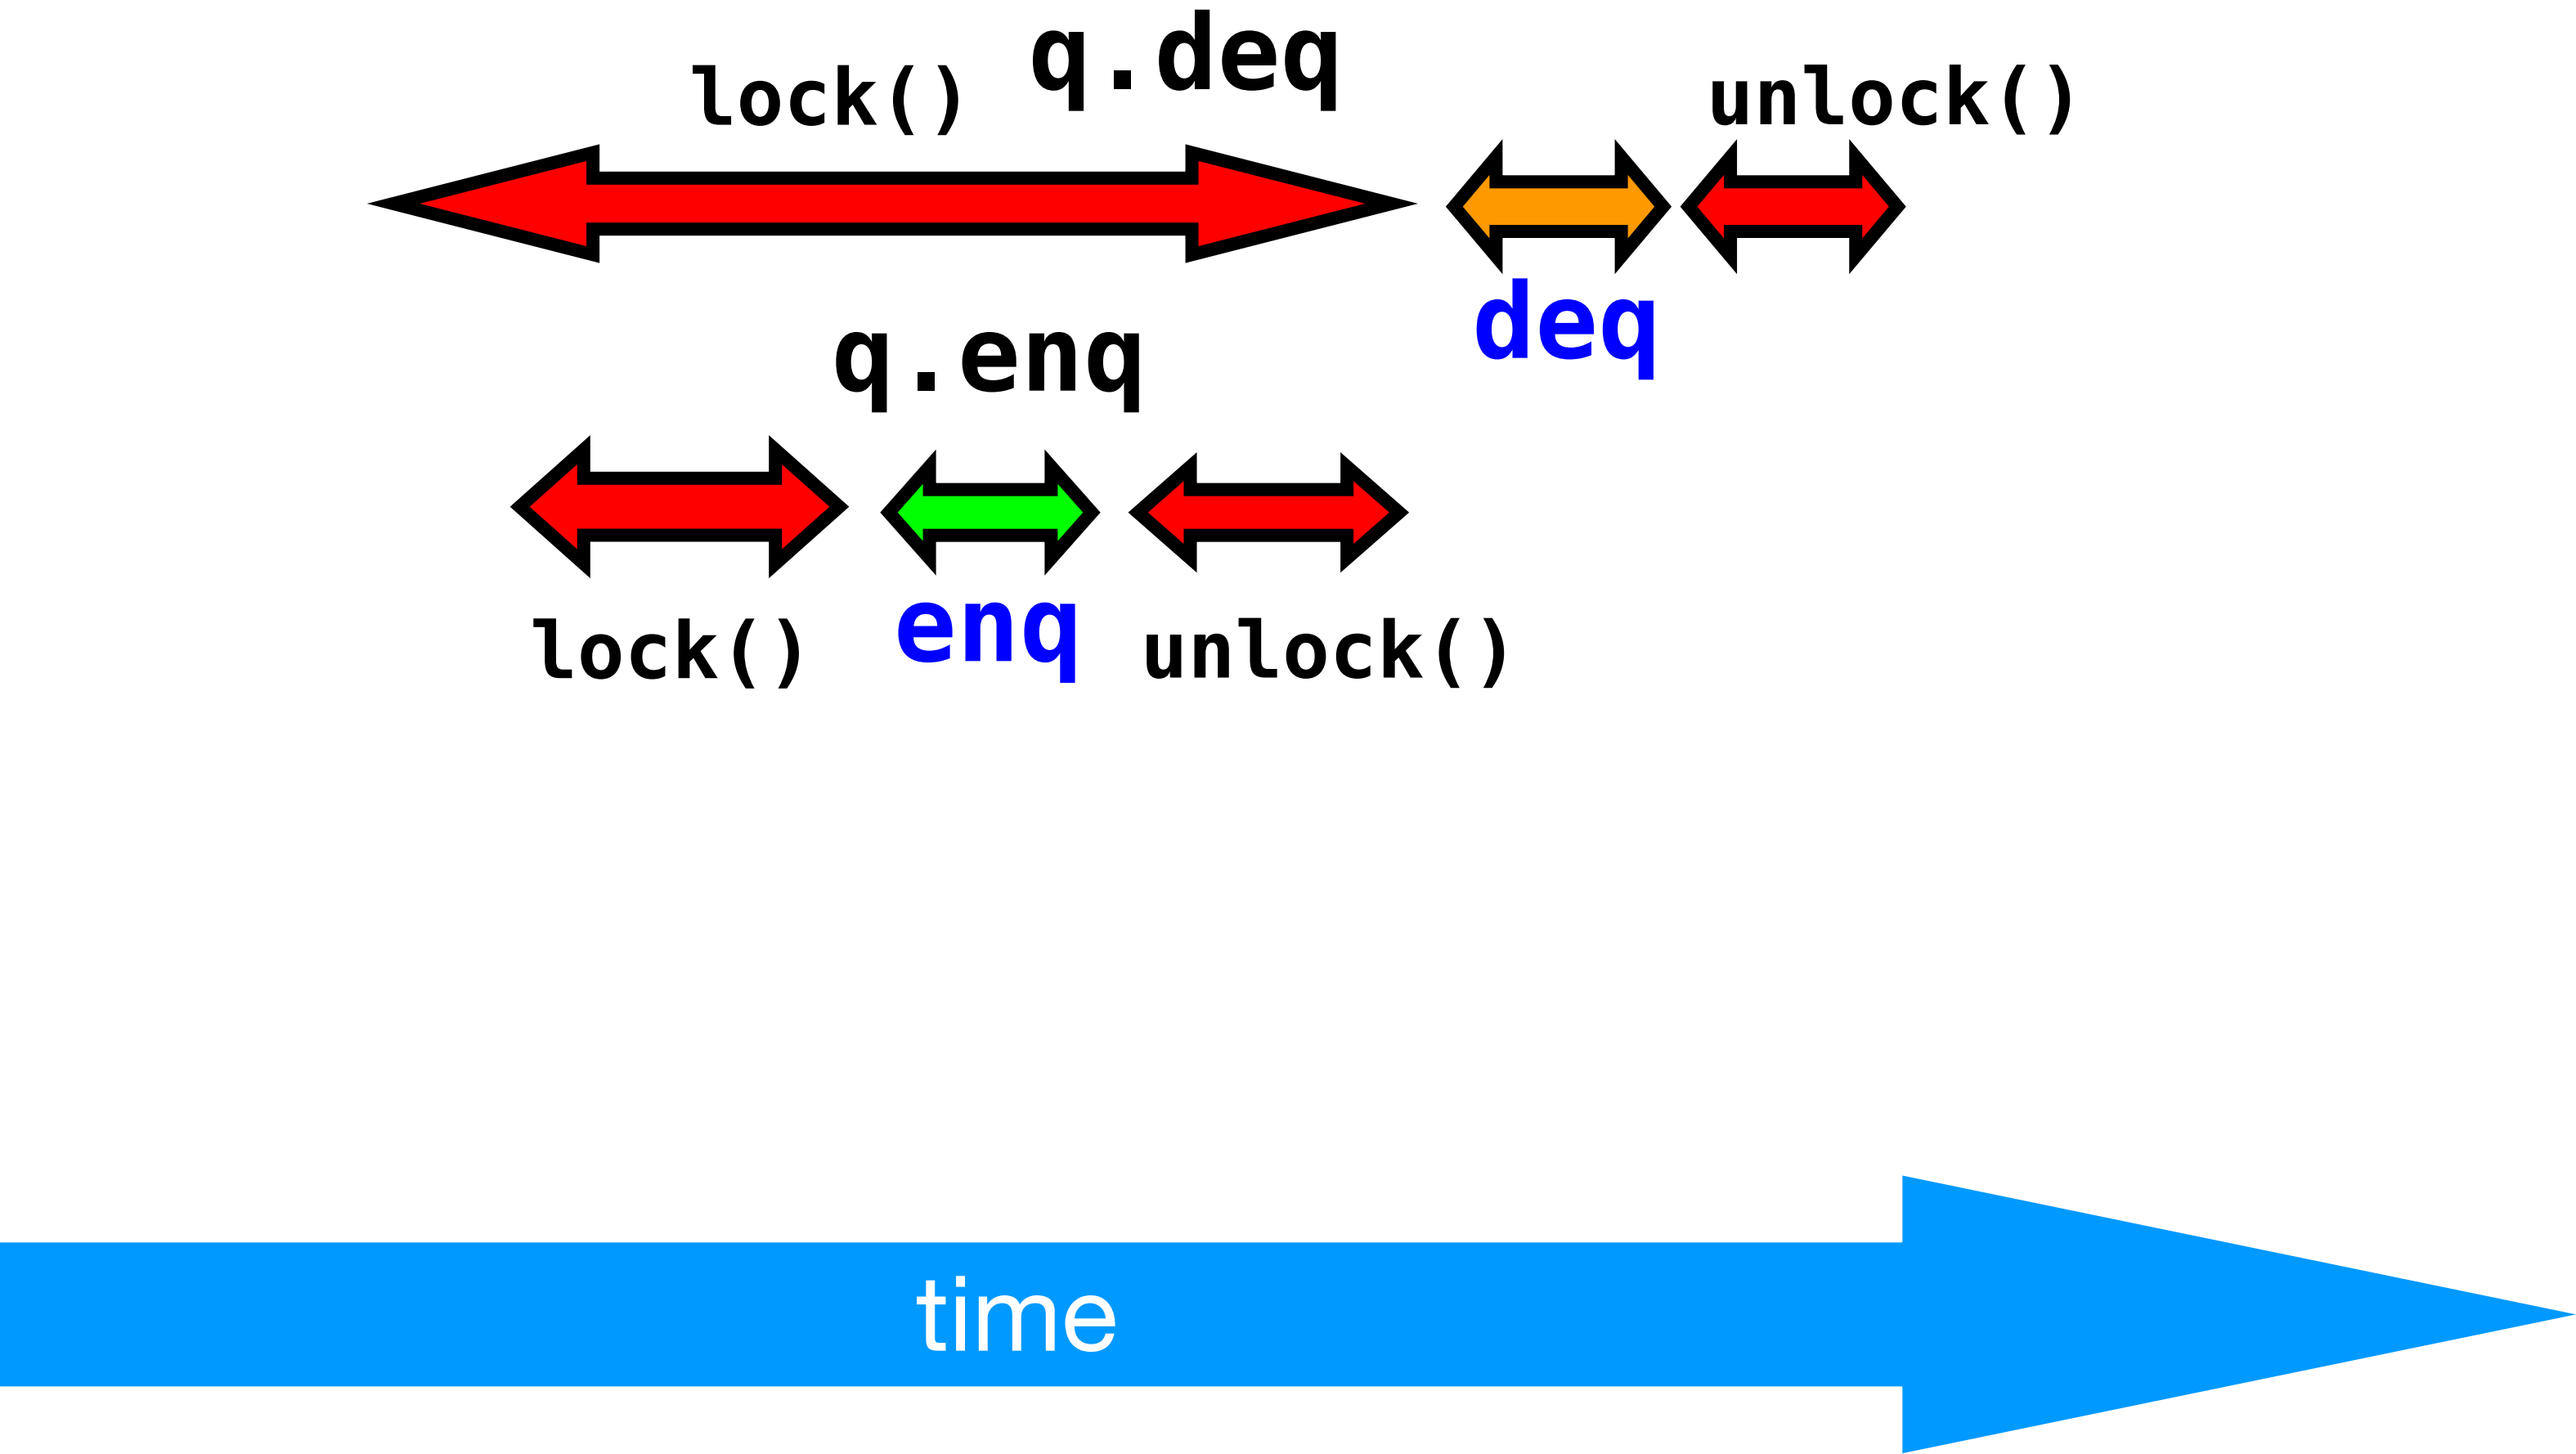 q.deq
lock()
unlock()
deq
q.enq
lock()
enq
unlock()
time